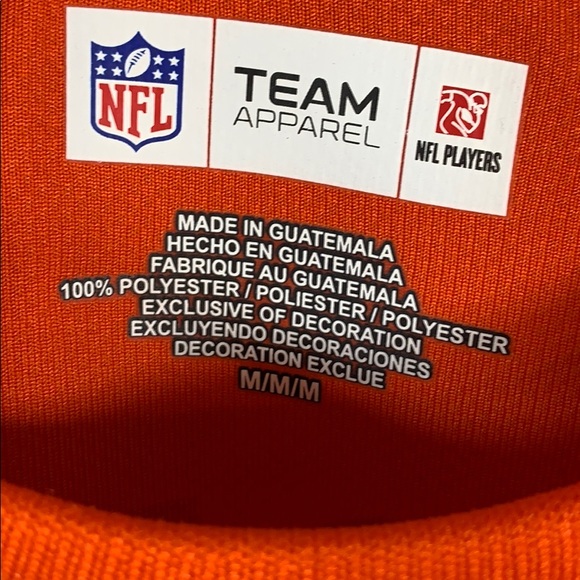 NFL
TEAM
APPAREL
NFL PLAYERS
MADE IN GUATEMALA
HECHO EN GUATEMALA
FABRIQUE AU GUATEMALA
100% POLYESTER / POLIESTER / POLYESTER
EXCLUSIVE OF DECORATION
EXCLUYENDO DECORACIONES
DECORATION EXCLUE
M/M/M